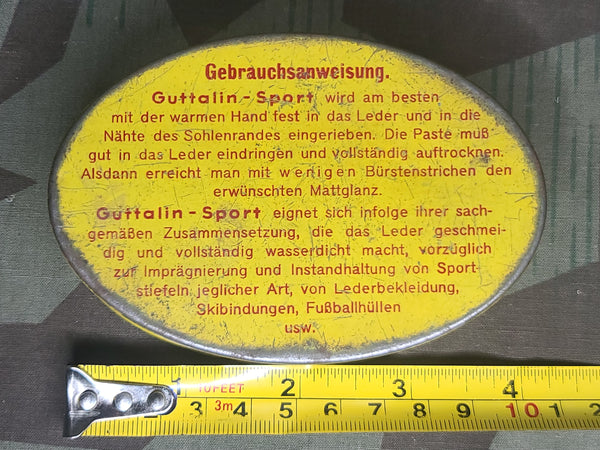 Gebrauchsanweisung.
Guttalin-Sport wird am besten
mit der warmen Hand fest in das Leder und in die
Nähte des Sohlenrandes eingerieben. Die Paste muß
gut in das Leder eindringen und vollständig auftrocknen.
Alsdann erreicht man mit wenigen Bürstenstrichen den
erwünschten Mattglanz.
Guttalin-Sport eignet sich infolge ihrer sach-
gemäßen Zusammensetzung, die das Leder geschmei-
dig und vollständig wasserdicht macht, vorzüglich
zur Imprägnierung und Instandhaltung von Sport-
stiefeln jeglicher Art, von Lederbekleidung,
Skibindungen, Fußballhüllen
usw.
1 2 3 4
10FEET
3m
3 4 5 6 7 8 9 10 1